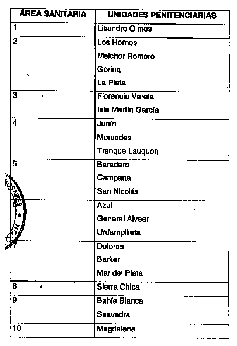 ÁREA SANITARIA UNIDADES PENITENCIARIAS
1 Lisandro Olmos
2 Los Hornos
Melchor Romero
Gorina
La Plata
3 Florencio Varela
Isla Martín García
4 Junín
Mercedes
Trenque Lauquen
5 Baradero
Campana
San Nicolás
Azul
General Alvear
Urdampilleta
7 Dolores
Barker
Mar del Plata
8 Sierra Chica
9 Bahía Blanca
Saavedra
10 Magdalena